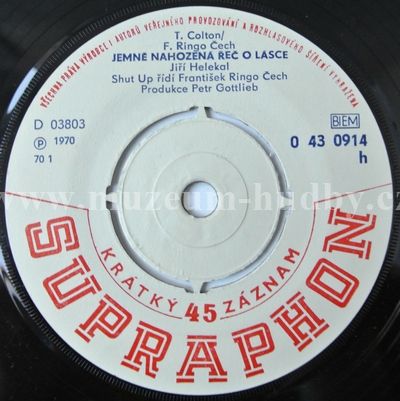 VŠECHNA PRÁVA VÝROBCE I AUTORŮ VEŘEJNÉHO PROVOZOVÁNÍ A ROZHLASOVÉHO ŠÍŘENÍ VYHRAZENA
T. Colton/
F. Ringo Čech
JEMNĚ NAHOZENÁ ŘEČ O LÁSCE
Jiří Helekal
Shut Up řídí František Ringo Čech
Produkce Petr Gottlieb
D 03803
BIEM
Ⓟ 1970
0 43 0914
70 1
h
www.muzeum-hudby.cz
KRÁTKÝ 45 ZÁZNAM
SUPRAPHON